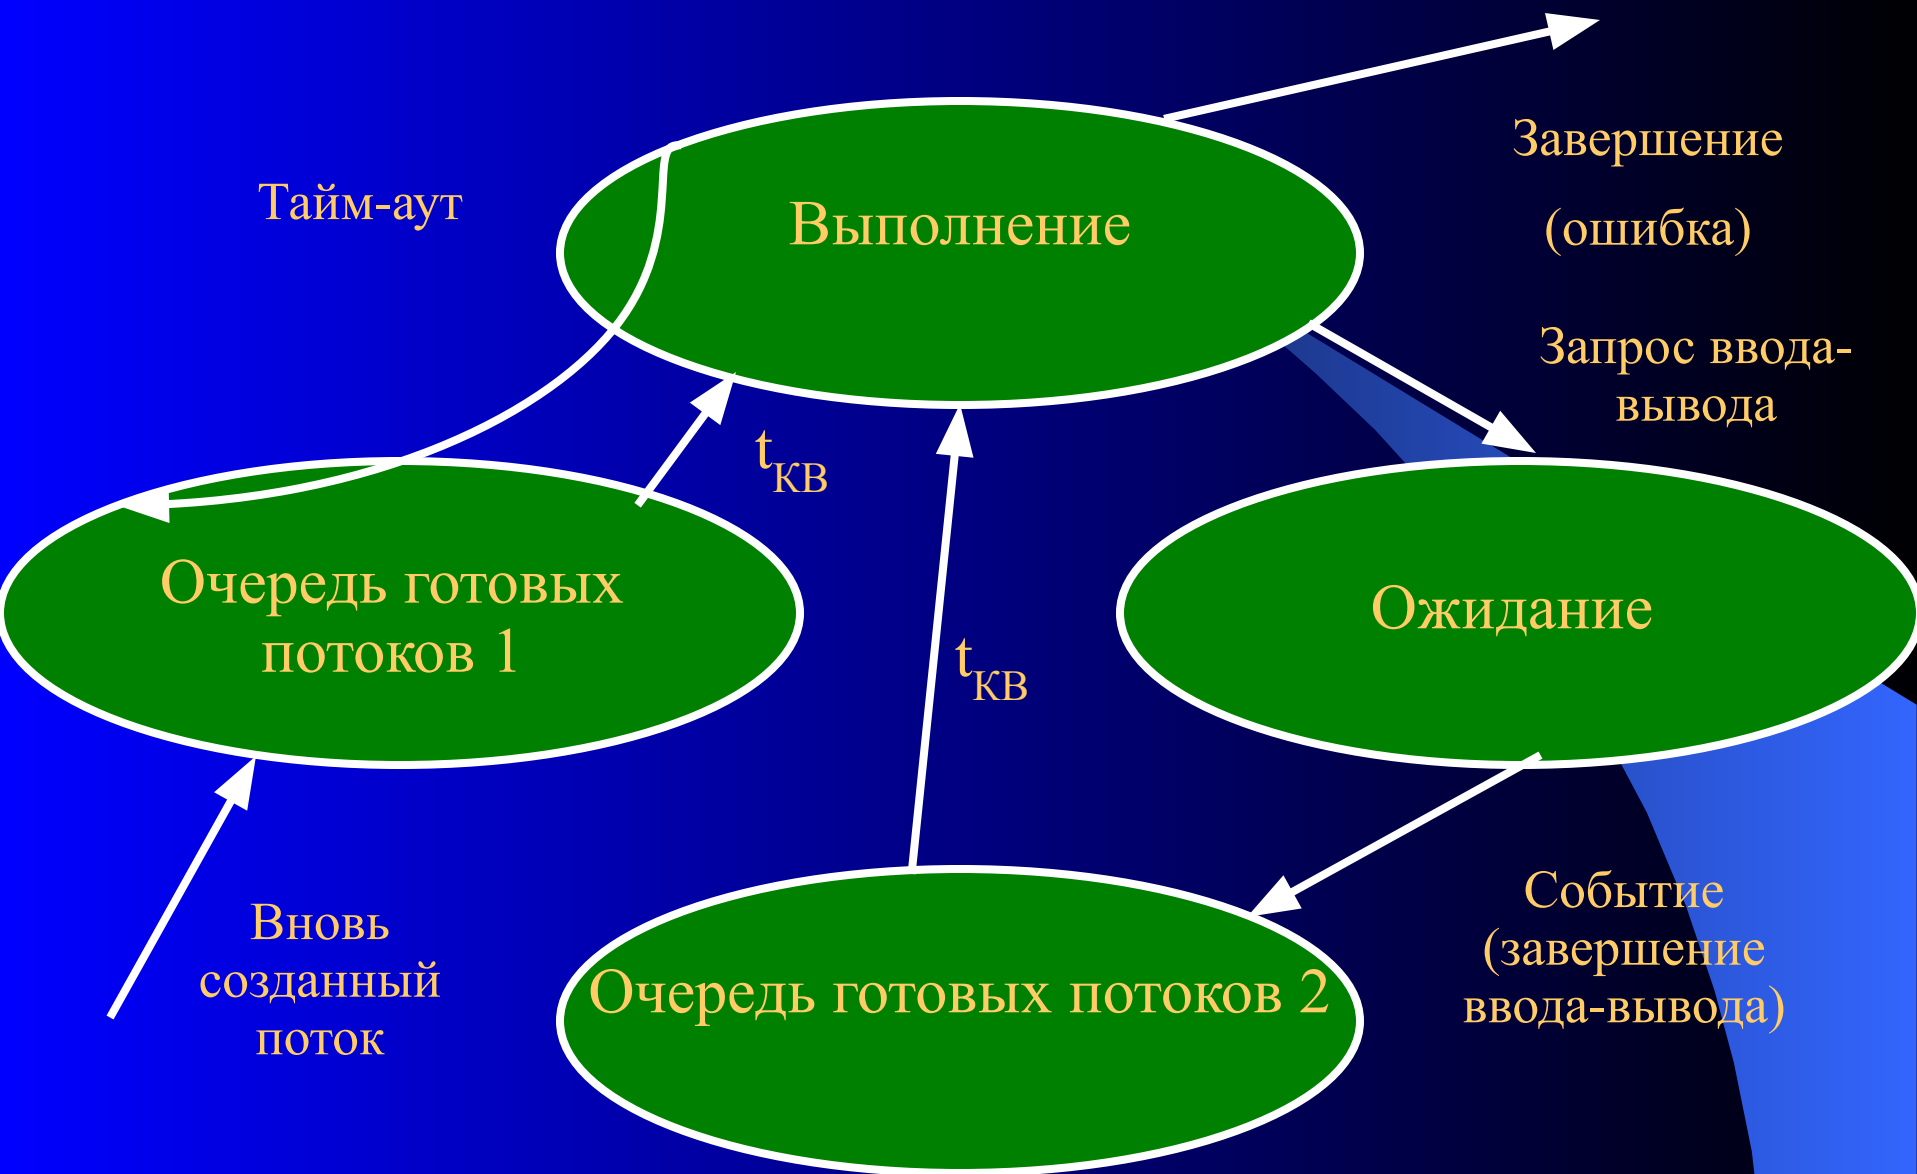 Завершение
(ошибка)
Тайм-аут
Выполнение
Запрос ввода-
вывода
tКВ
Очередь готовых
потоков 1
Ожидание
tКВ
Вновь
созданный
поток
Очередь готовых потоков 2
Событие
(завершение
ввода-вывода)